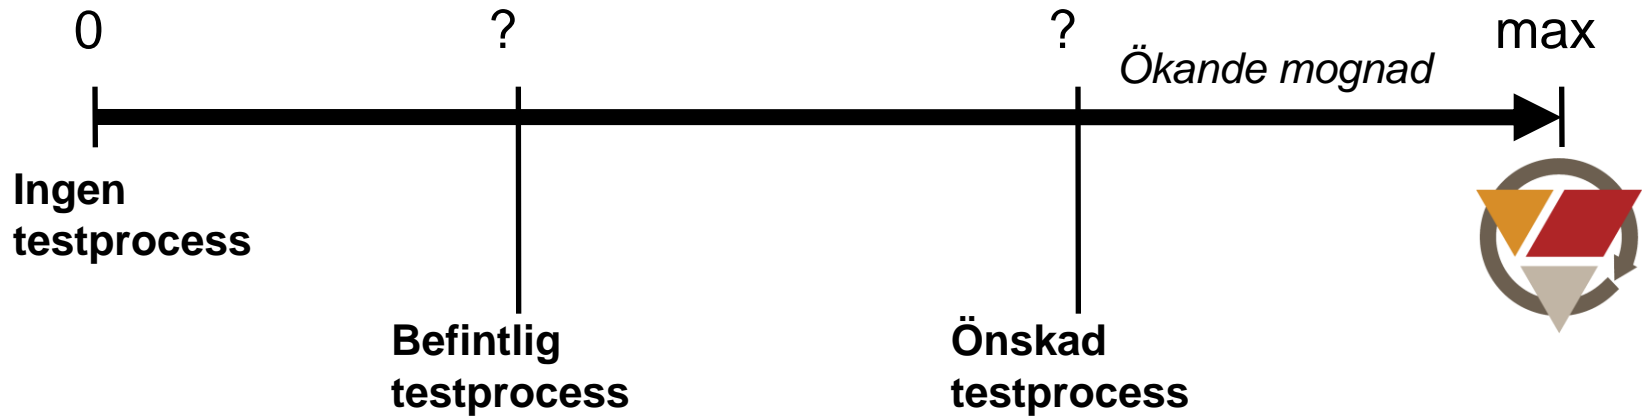 0
?
?
max
Ökande mognad
Ingen
testprocess
Befintlig
testprocess
Önskad
testprocess